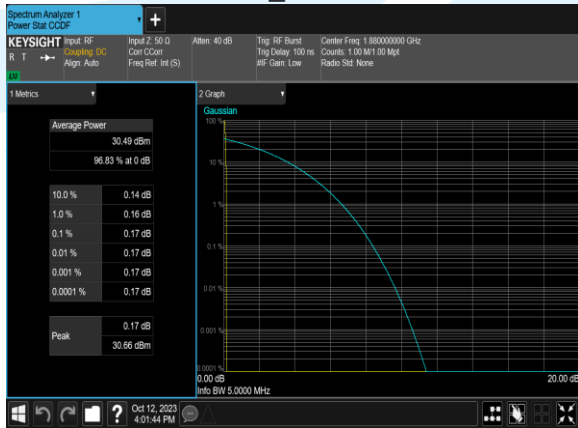 Spectrum Analyzer 1
Power Stat CCDF
+
KEYSIGHT
R T
LU
Input: RF
Coupling: DC
Align: Auto
Input Z: 50 Ω
Corr CCorr
Freq Ref: Int (S)
Atten: 40 dB
Trig: RF Burst
Trig Delay: 100 ns
#IF Gain: Low
Center Freq: 1.880000000 GHz
Counts: 1.00 M/1.00 Mpt
Radio Std: None
1 Metrics
Average Power
30.49 dBm
96.83 % at 0 dB
10.0 % 0.14 dB
1.0 % 0.16 dB
0.1 % 0.17 dB
0.01 % 0.17 dB
0.001 % 0.17 dB
0.0001 % 0.17 dB
Peak
0.17 dB
30.66 dBm
2 Graph
Gaussian
100 %
10 %
1 %
0.1 %
0.01 %
0.001 %
0.0001 %
0.00 dB 20.00 dB
Info BW 5.0000 MHz
?
Oct 12, 2023
4:01:44 PM